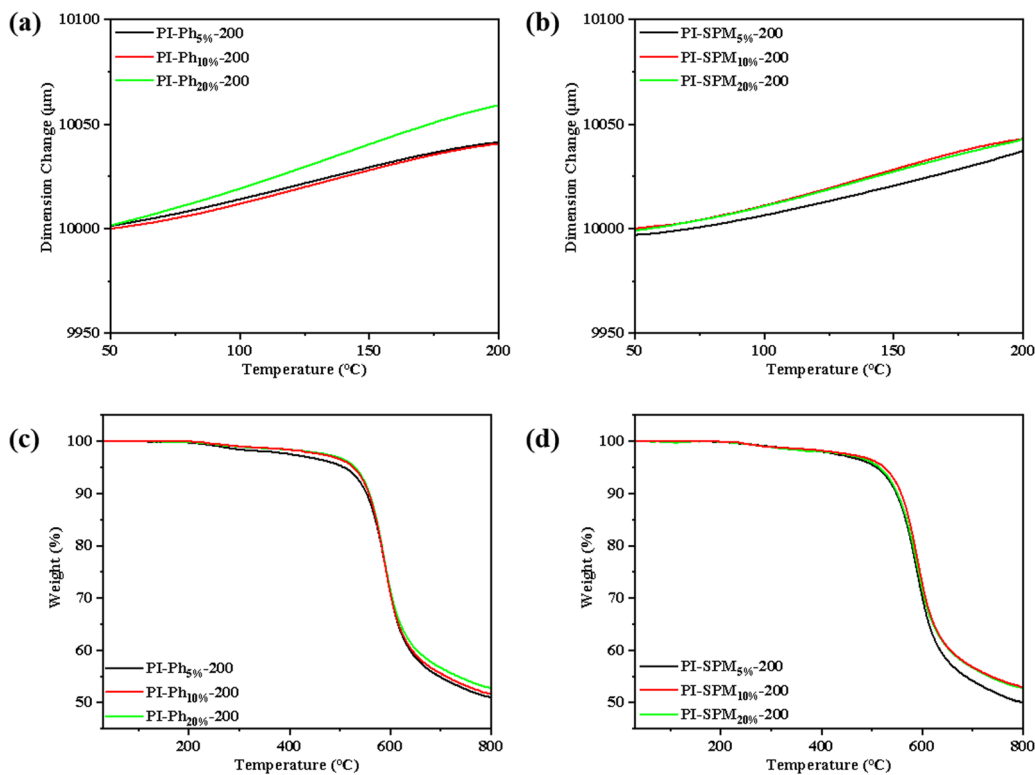 (a)
PI-Ph5%-200
PI-Ph10%-200
PI-Ph20%-200
Dimension Change (μm)
10100
10050
10000
9950
50 100 150 200
Temperature (°C)
(b)
PI-SPM5%-200
PI-SPM10%-200
PI-SPM20%-200
Dimension Change (μm)
10100
10050
10000
9950
50 100 150 200
Temperature (°C)
(c)
Weight (%)
100
90
80
70
60
50
PI-Ph5%-200
PI-Ph10%-200
PI-Ph20%-200
200 400 600 800
Temperature (°C)
(d)
Weight (%)
100
90
80
70
60
50
PI-SPM5%-200
PI-SPM10%-200
PI-SPM20%-200
200 400 600 800
Temperature (°C)